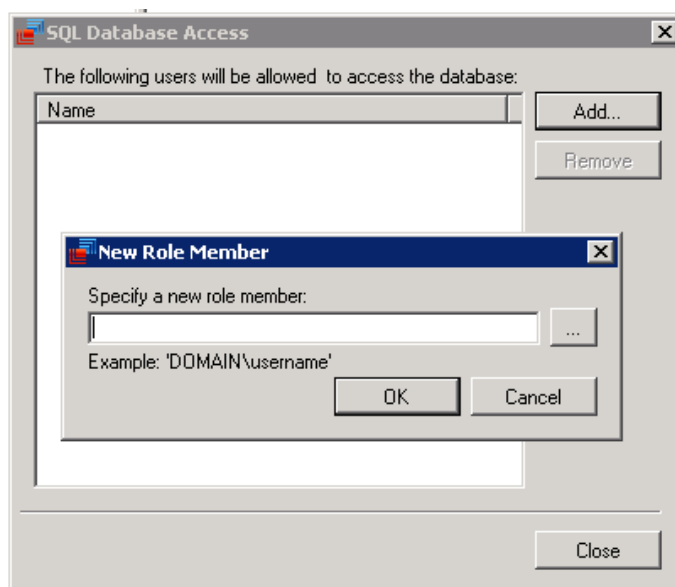 SQL Database Access
The following users will be allowed to access the database:
Name
Add...
Remove
New Role Member
Specify a new role member:
...
Example: 'DOMAIN\username'
OK
Cancel
Close